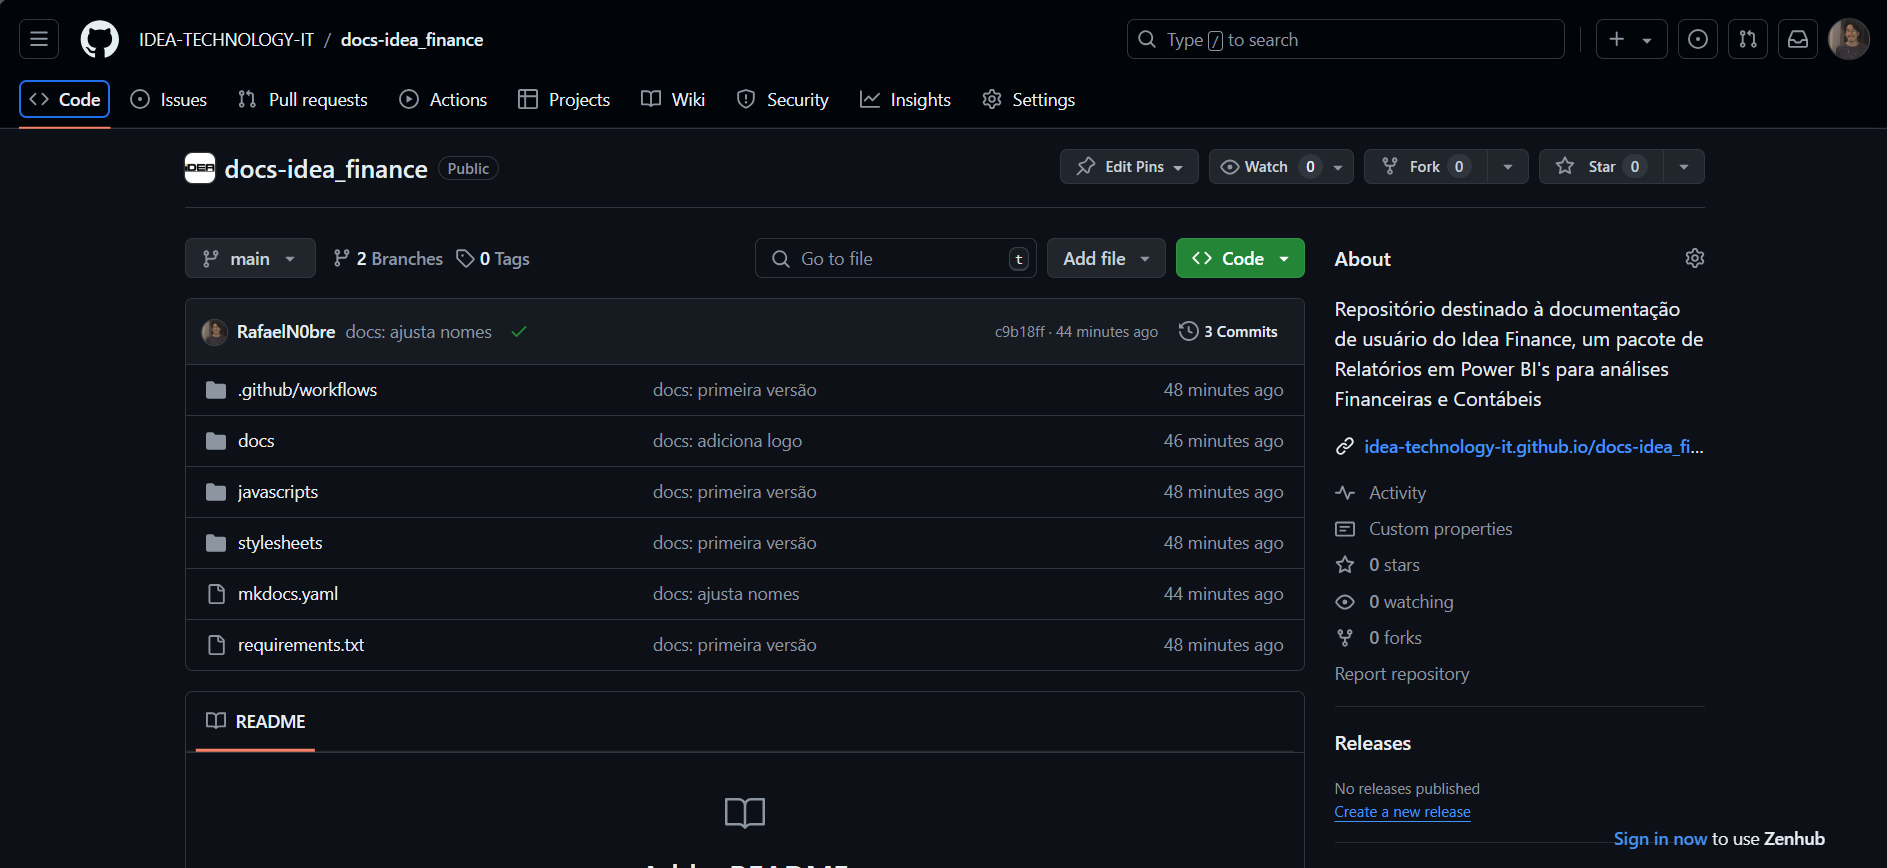 IDEA-TECHNOLOGY-IT / docs-idea_finance
Type / to search
Code Issues Pull requests Actions Projects Wiki Security Insights Settings
IDEA docs-idea_finance Public
Edit Pins Watch 0 Fork 0 Star 0
main 2 Branches 0 Tags
Go to file t
Add file
Code
RafaelN0bre docs: ajusta nomes c9b18ff · 44 minutes ago 3 Commits
.github/workflows docs: primeira versão 48 minutes ago
docs docs: adiciona logo 46 minutes ago
javascripts docs: primeira versão 48 minutes ago
stylesheets docs: primeira versão 48 minutes ago
mkdocs.yaml docs: ajusta nomes 44 minutes ago
requirements.txt docs: primeira versão 48 minutes ago
README
About
Repositório destinado à documentação
de usuário do Idea Finance, um pacote de
Relatórios em Power BI's para análises
Financeiras e Contábeis
idea-technology-it.github.io/docs-idea_fi...
Activity
Custom properties
0 stars
0 watching
0 forks
Report repository
Releases
No releases published
Create a new release
Sign in now to use Zenhub